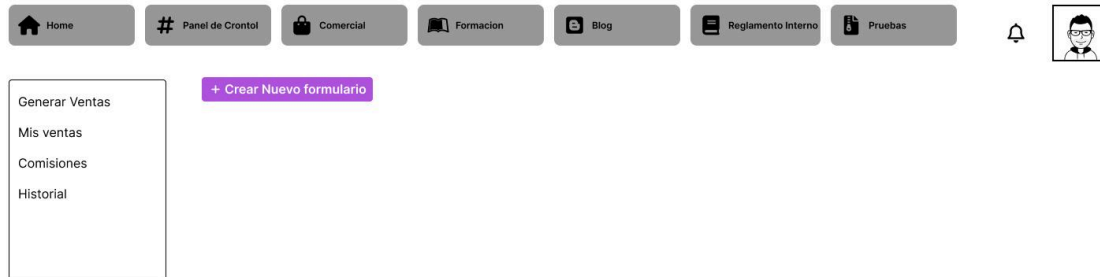 Home
Panel de Crontol
Comercial
Formacion
Blog
Reglamento Interno
Pruebas
Generar Ventas
Mis ventas
Comisiones
Historial
+ Crear Nuevo formulario